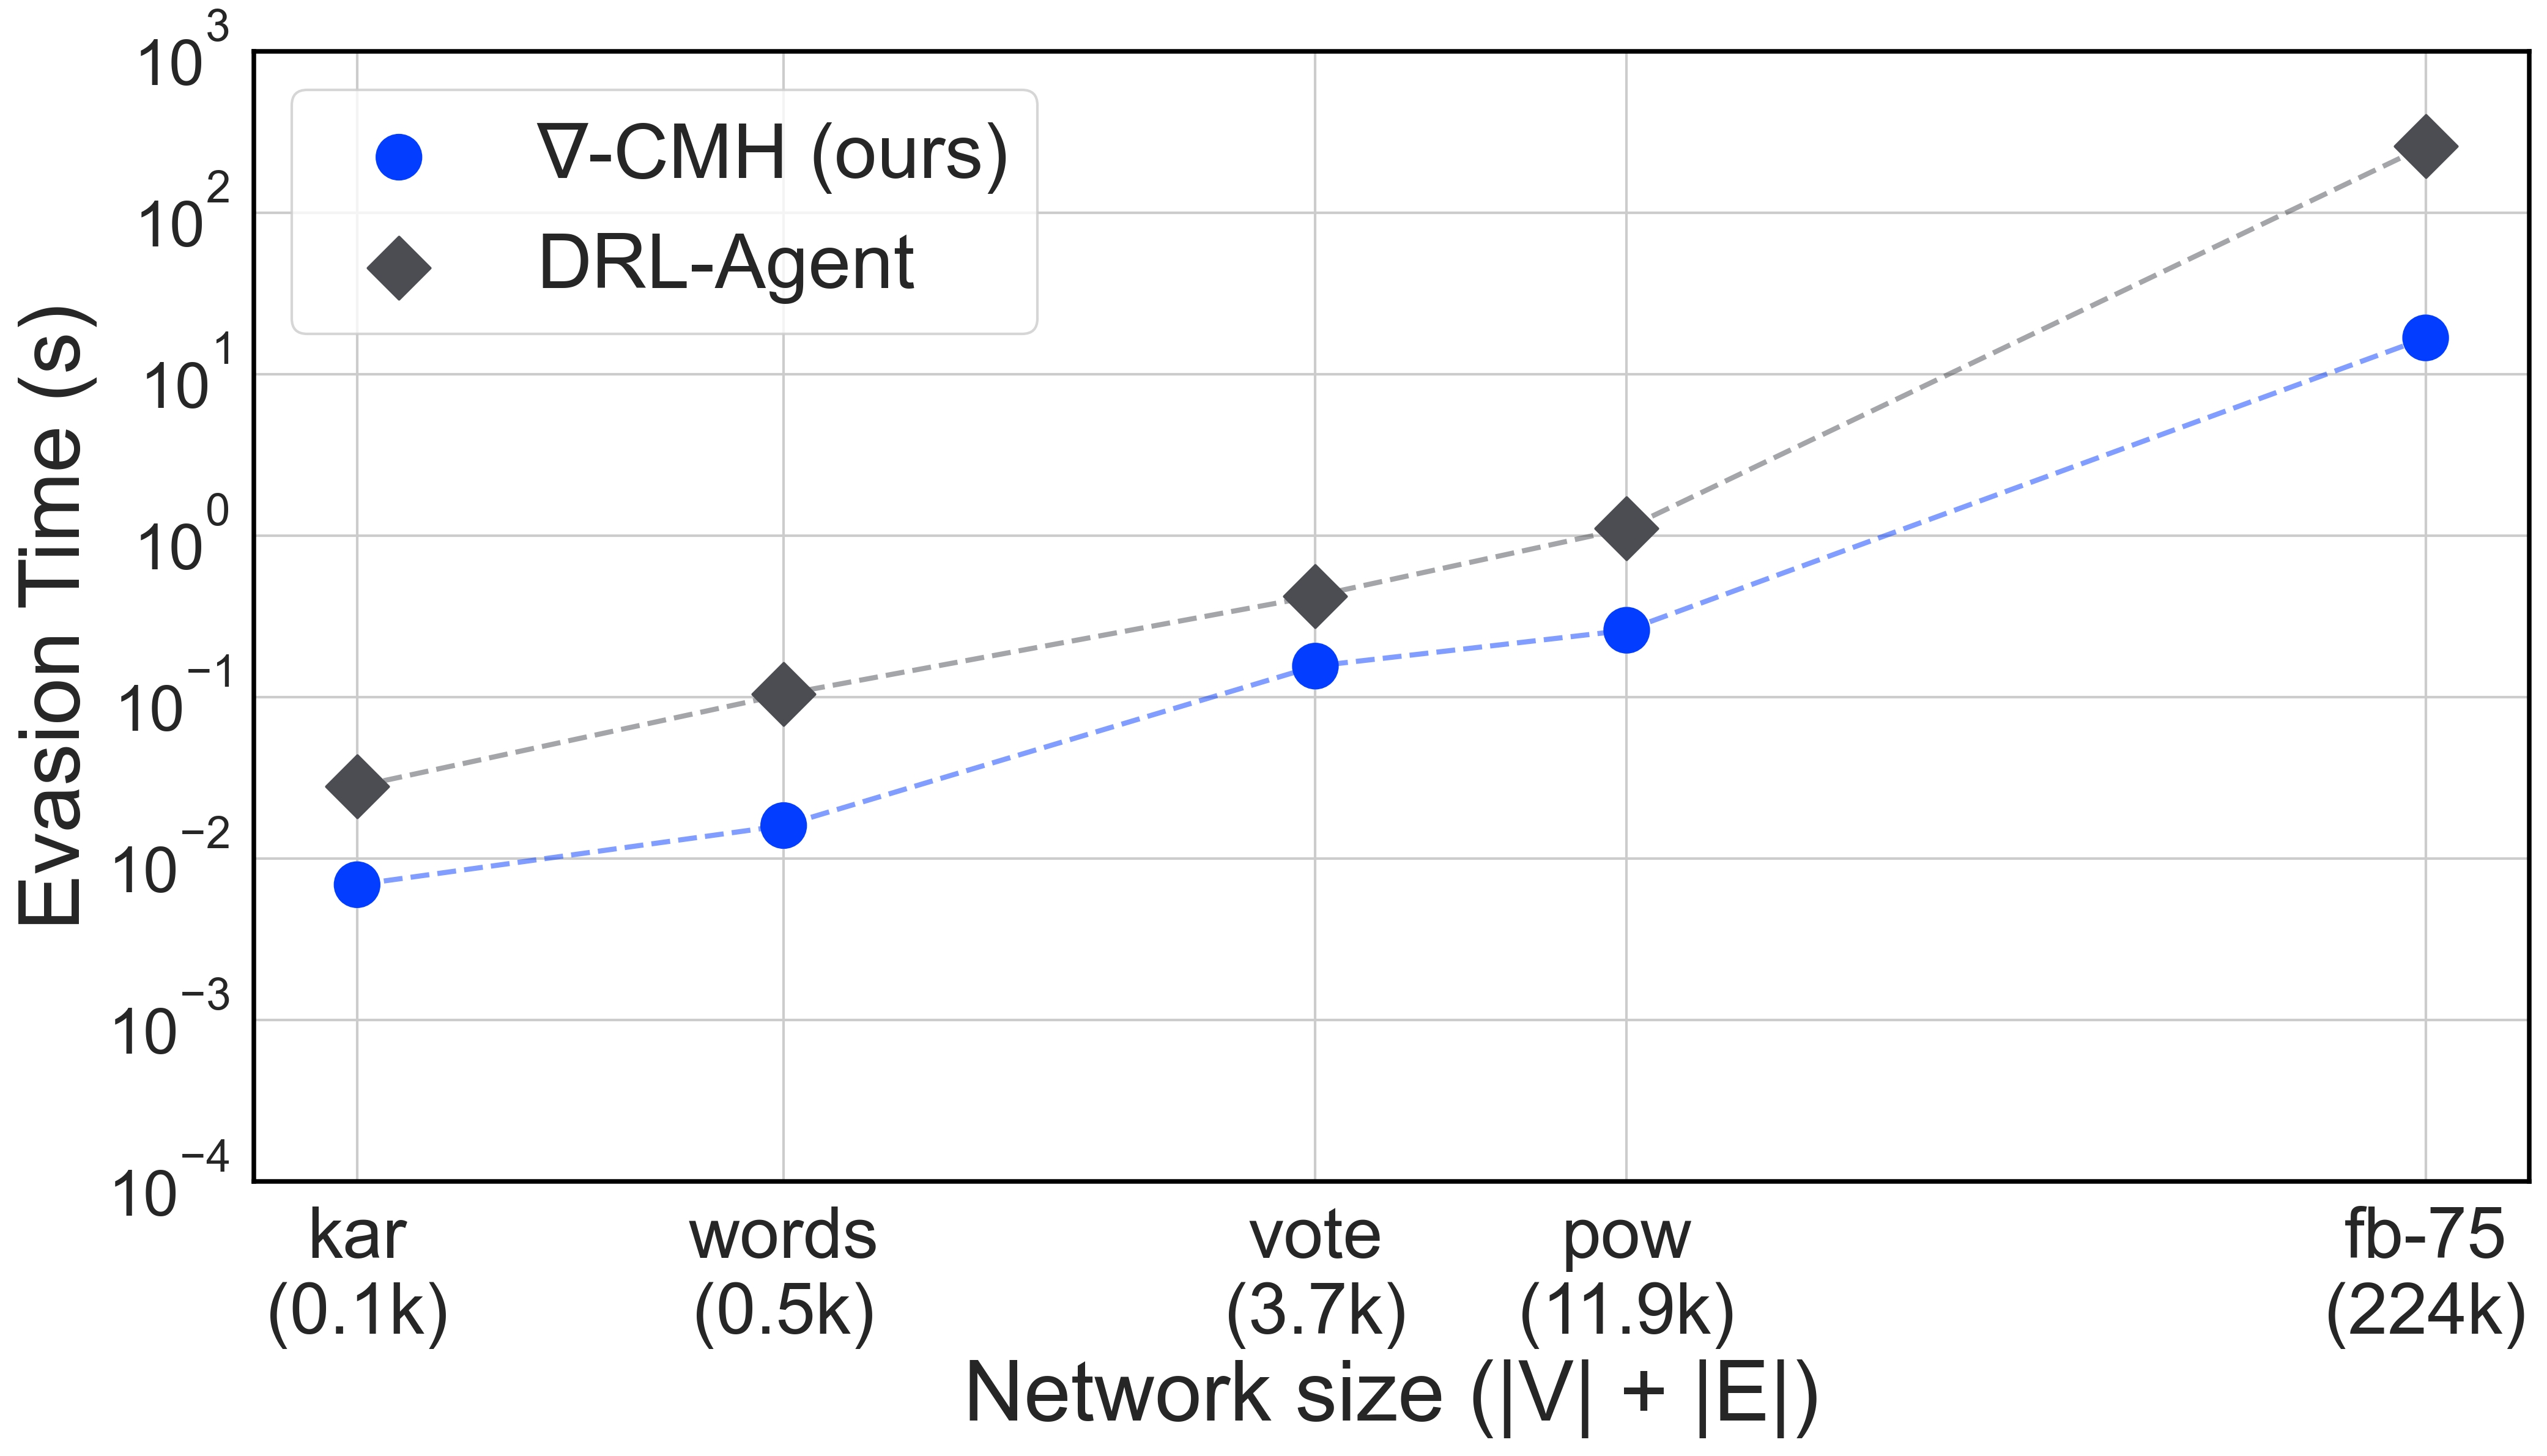 10^3
10^2
10^1
10^0
10^−1
10^−2
10^−3
10^−4
Evasion Time (s)
∇-CMH (ours)
DRL-Agent
kar words vote pow fb-75
(0.1k) (0.5k) (3.7k) (11.9k) (224k)
Network size (|V| + |E|)